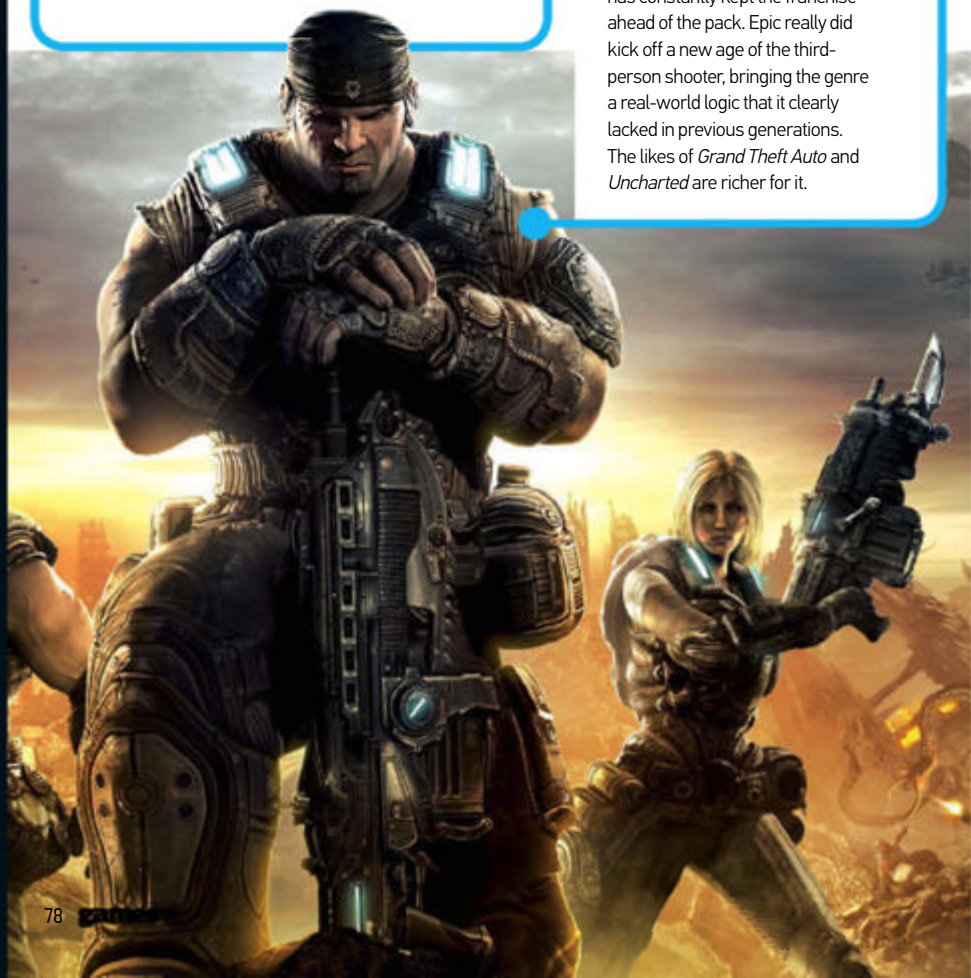 has constantly kept the franchise
ahead of the pack. Epic really did
kick off a new age of the third-
person shooter, bringing the genre
a real-world logic that it clearly
lacked in previous generations.
The likes of Grand Theft Auto and
Uncharted are richer for it.
78 games